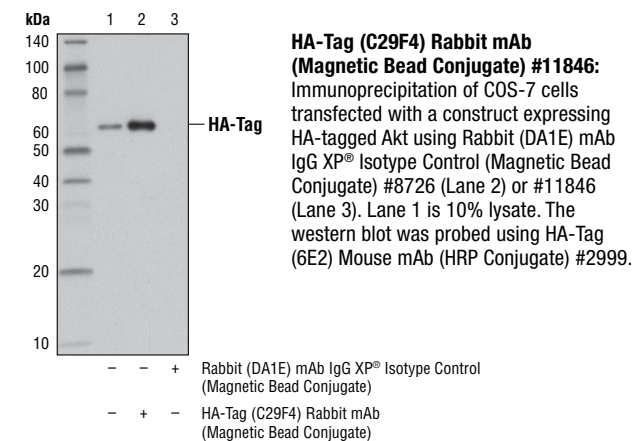 kDa 1 2 3
140
100
80
60
50
40
30
20
10
HA-Tag
HA-Tag (C29F4) Rabbit mAb
(Magnetic Bead Conjugate) #11846:
Immunoprecipitation of COS-7 cells
transfected with a construct expressing
HA-tagged Akt using Rabbit (DA1E) mAb
IgG XP® Isotype Control (Magnetic Bead
Conjugate) #8726 (Lane 2) or #11846
(Lane 3). Lane 1 is 10% lysate. The
western blot was probed using HA-Tag
(6E2) Mouse mAb (HRP Conjugate) #2999.
– – + Rabbit (DA1E) mAb IgG XP® Isotype Control
(Magnetic Bead Conjugate)
– + – HA-Tag (C29F4) Rabbit mAb
(Magnetic Bead Conjugate)